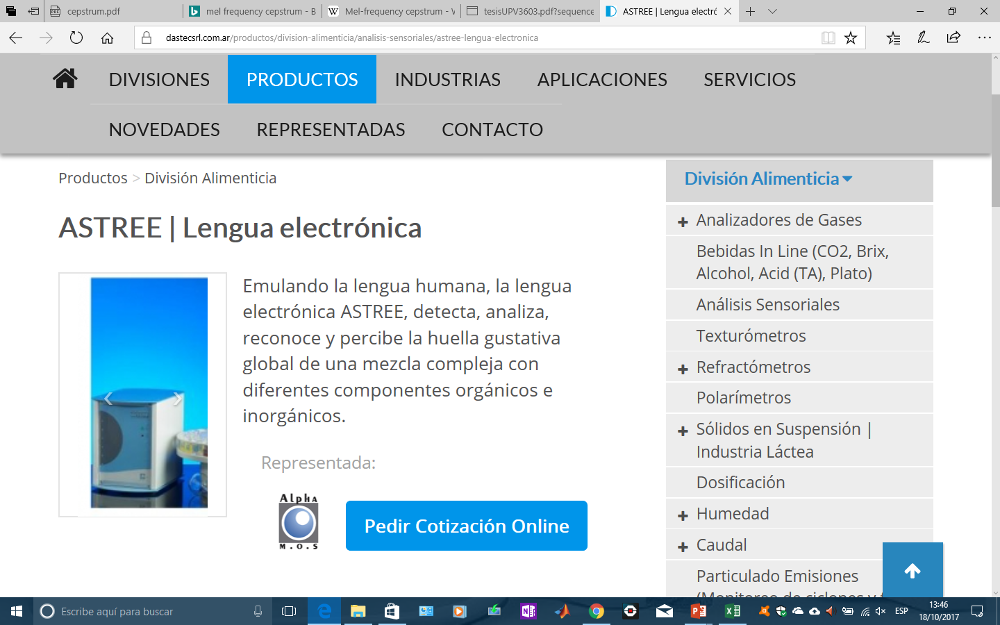 cepstrum.pdf
mel frequency cepstrum - B
Mel-frequency cepstrum - W
tesisUPV3603.pdf?sequence
ASTREE | Lengua electró
dastecsrl.com.ar/productos/division-alimenticia/analisis-sensoriales/astree-lengua-electronica
DIVISIONES PRODUCTOS INDUSTRIAS APLICACIONES SERVICIOS
NOVEDADES REPRESENTADAS CONTACTO
Productos > División Alimenticia
ASTREE | Lengua electrónica
Emulando la lengua humana, la lengua
electrónica ASTREE, detecta, analiza,
reconoce y percibe la huella gustativa
global de una mezcla compleja con
diferentes componentes orgánicos e
inorgánicos.
Representada:
Alpha
M.O.S
Pedir Cotización Online
División Alimenticia
Analizadores de Gases
Bebidas In Line (CO2, Brix,
Alcohol, Acid (TA), Plato)
Análisis Sensoriales
Texturómetros
Refractómetros
Polarímetros
Sólidos en Suspensión |
Industria Láctea
Dosificación
Humedad
Caudal
Particulado Emisiones
(Monitoreo de ciclones y f
Escribe aquí para buscar
ESP
13:46
18/10/2017